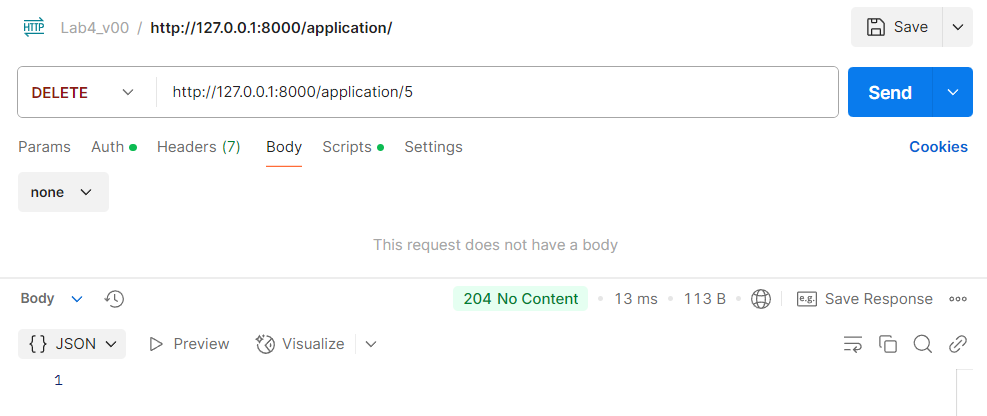 HTTP Lab4_v00 / http://127.0.0.1:8000/application/ Save
DELETE http://127.0.0.1:8000/application/5 Send
Params Auth Headers (7) Body Scripts Settings Cookies
none
This request does not have a body
Body 204 No Content 13 ms 113 B e.g. Save Response
{} JSON Preview Visualize
1